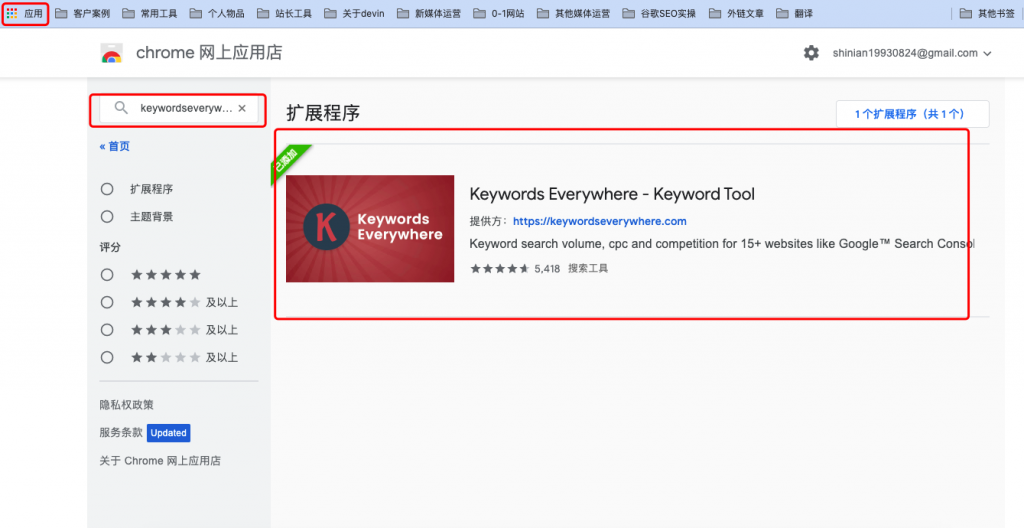 应用 客户案例 常用工具 个人物品 站长工具 关于devin 新媒体运营 0-1网站 其他媒体运营 谷歌SEO实操 外链文章 翻译 其他书签
chrome 网上应用店 shinian19930824@gmail.com
keywordseveryw...
« 首页
扩展程序
主题背景
评分
及以上
及以上
及以上
隐私权政策
服务条款 Updated
关于 Chrome 网上应用店
扩展程序 1 个扩展程序（共 1 个）
已添加
K Keywords
Everywhere
Keywords Everywhere - Keyword Tool
提供方： https://keywordseverywhere.com
Keyword search volume, cpc and competition for 15+ websites like Google™ Search Consol
5,418 搜索工具